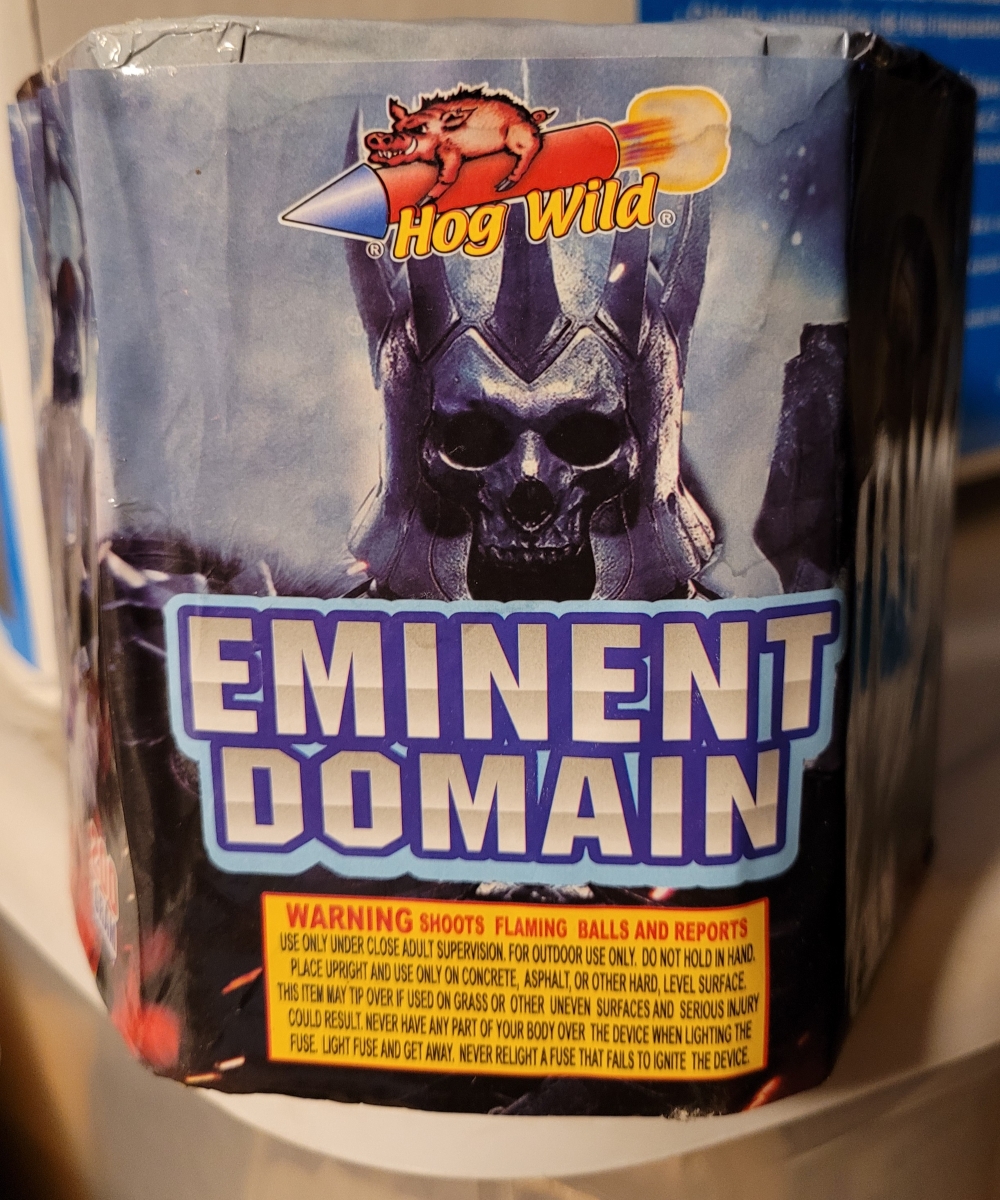 ® Hog Wild ®
EMINENT
DOMAIN
WARNING SHOOTS FLAMING BALLS AND REPORTS
USE ONLY UNDER CLOSE ADULT SUPERVISION. FOR OUTDOOR USE ONLY. DO NOT HOLD IN HAND.
PLACE UPRIGHT AND USE ONLY ON CONCRETE, ASPHALT, OR OTHER HARD, LEVEL SURFACE.
THIS ITEM MAY TIP OVER IF USED ON GRASS OR OTHER UNEVEN SURFACES AND SERIOUS INJURY
COULD RESULT. NEVER HAVE ANY PART OF YOUR BODY OVER THE DEVICE WHEN LIGHTING THE
FUSE. LIGHT FUSE AND GET AWAY. NEVER RELIGHT A FUSE THAT FAILS TO IGNITE THE DEVICE.